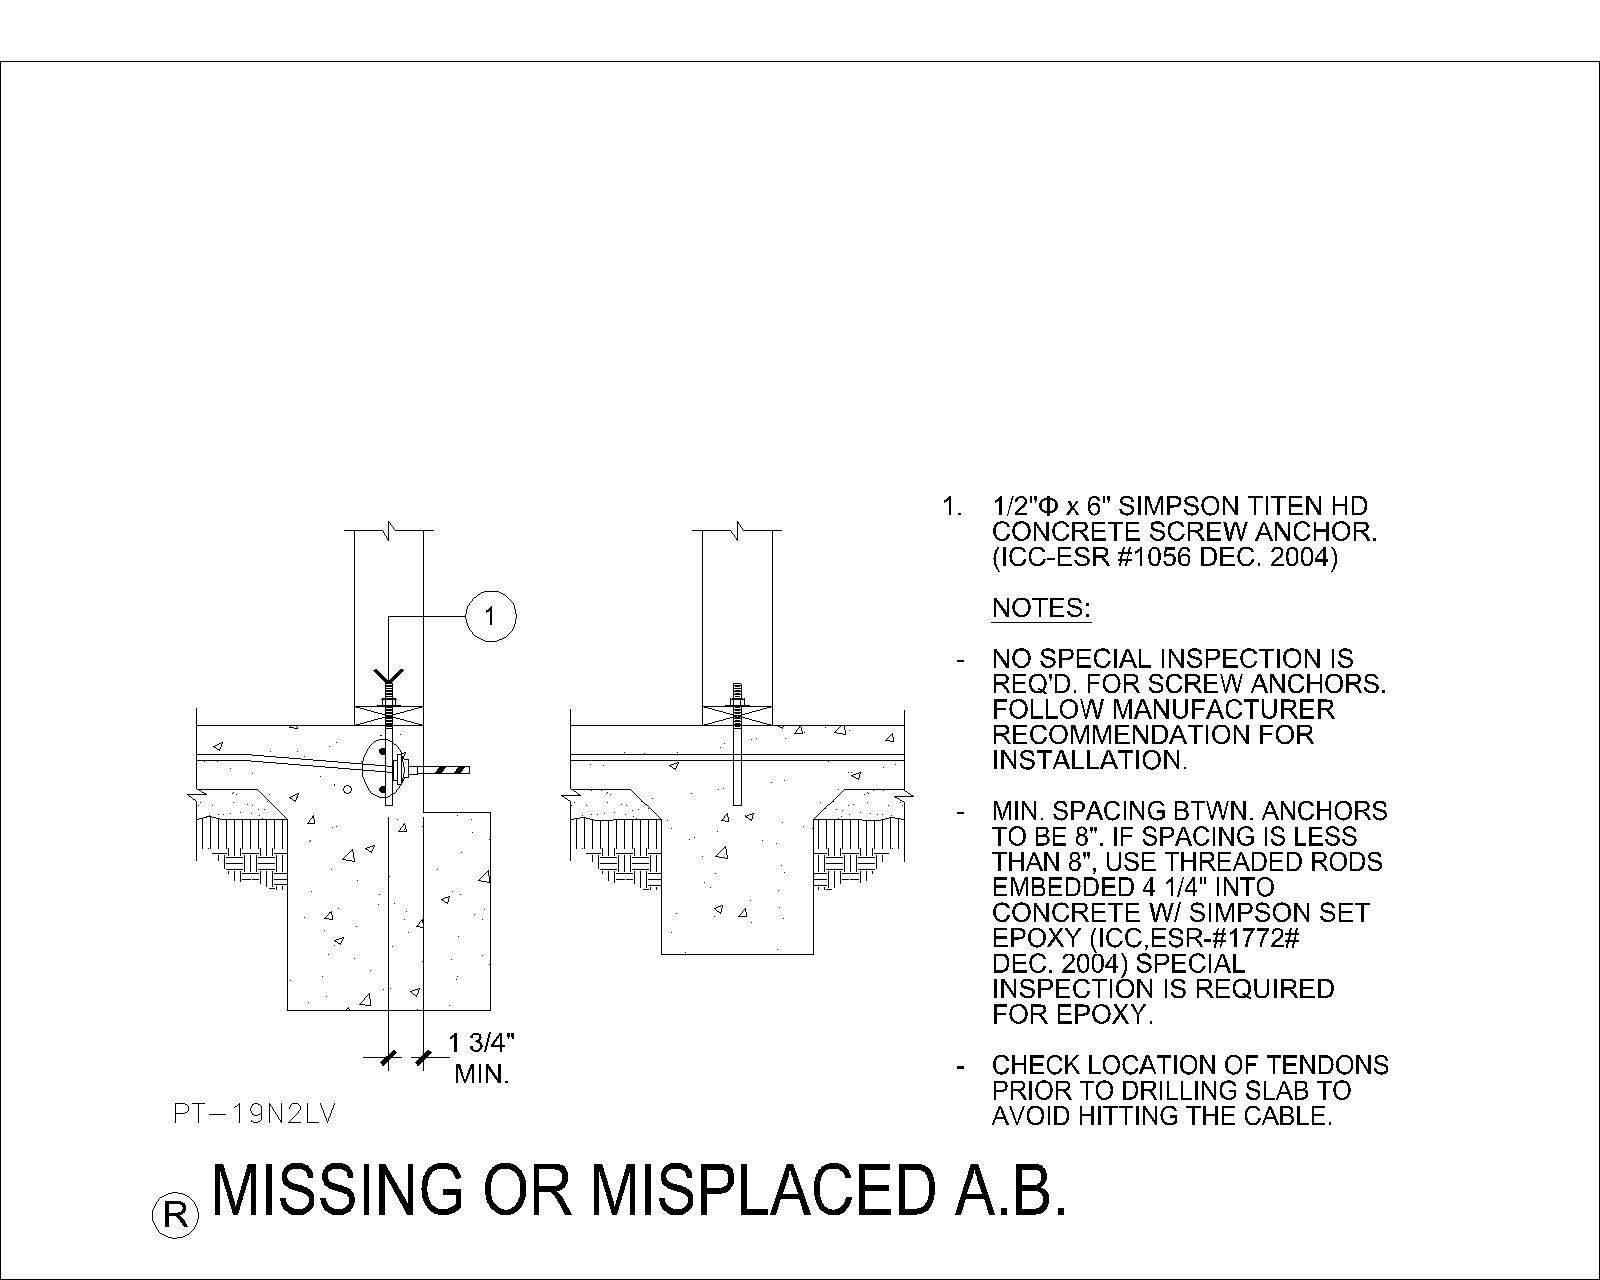 1. 1/2"Φ x 6" SIMPSON TITEN HD
CONCRETE SCREW ANCHOR.
(ICC-ESR #1056 DEC. 2004)
NOTES:
- NO SPECIAL INSPECTION IS
REQ'D. FOR SCREW ANCHORS.
FOLLOW MANUFACTURER
RECOMMENDATION FOR
INSTALLATION.
- MIN. SPACING BTWN. ANCHORS
TO BE 8". IF SPACING IS LESS
THAN 8", USE THREADED RODS
EMBEDDED 4 1/4" INTO
CONCRETE W/ SIMPSON SET
EPOXY (ICC,ESR-#1772#
DEC. 2004) SPECIAL
INSPECTION IS REQUIRED
FOR EPOXY.
- CHECK LOCATION OF TENDONS
PRIOR TO DRILLING SLAB TO
AVOID HITTING THE CABLE.
1
1 3/4"
MIN.
PT-19N2LV
R MISSING OR MISPLACED A.B.